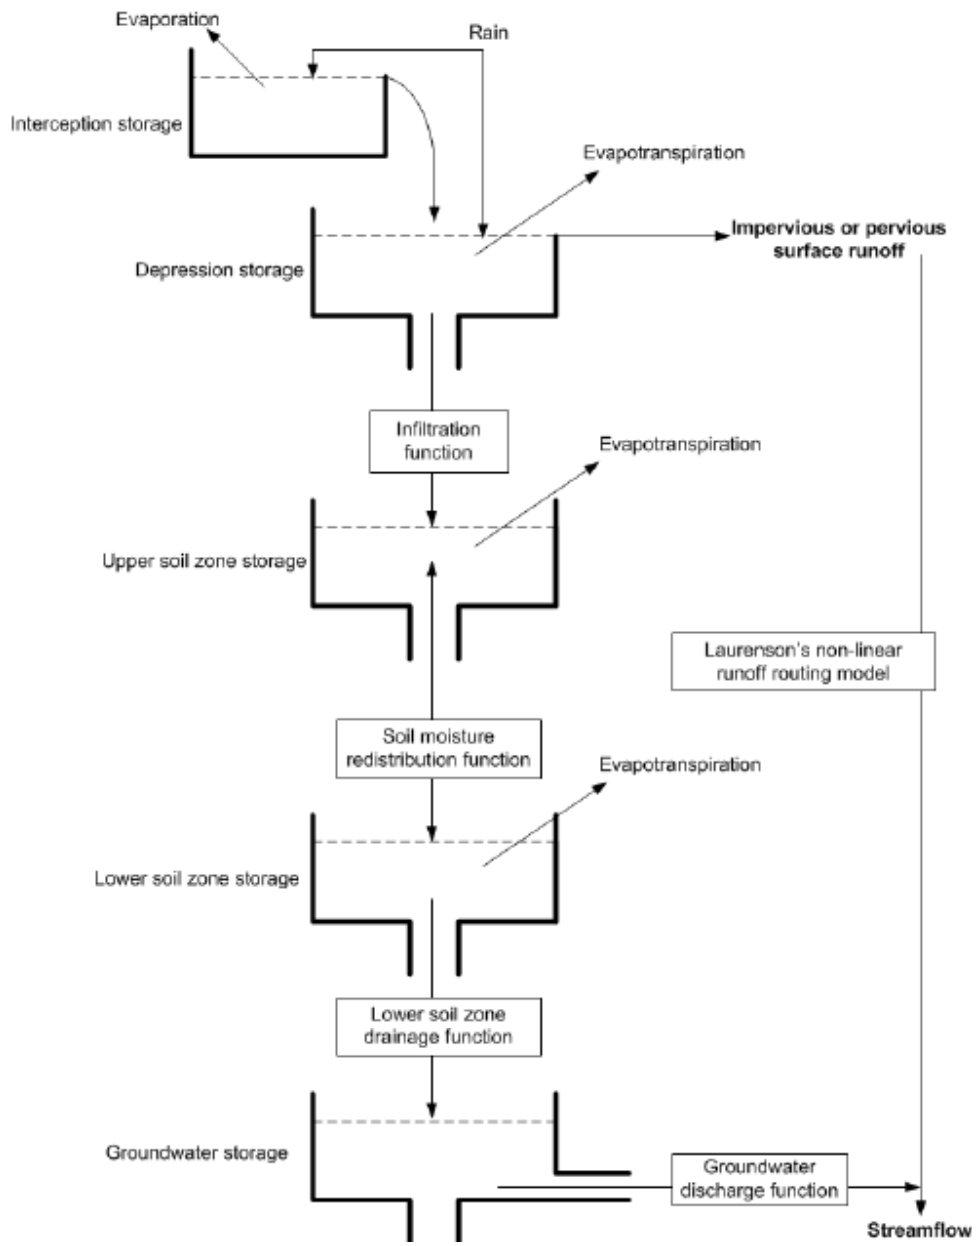 Evaporation
Rain
Interception storage
Evapotranspiration
Impervious or pervious
surface runoff
Depression storage
Infiltration
function
Evapotranspiration
Upper soil zone storage
Laurenson's non-linear
runoff routing model
Soil moisture
redistribution function
Evapotranspiration
Lower soil zone storage
Lower soil zone
drainage function
Groundwater storage
Groundwater
discharge function
Streamflow